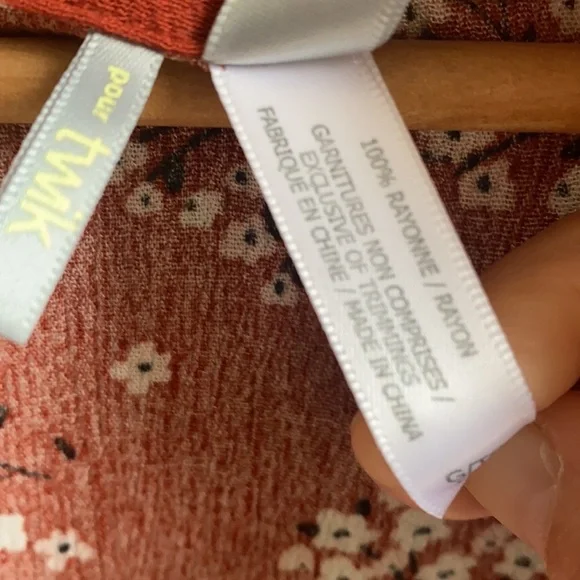 pour twik
100% RAYONNE / RAYON
GARNITURES NON COMPRISES /
EXCLUSIVE OF TRIMMINGS
FABRIQUÉ EN CHINE / MADE IN CHINA